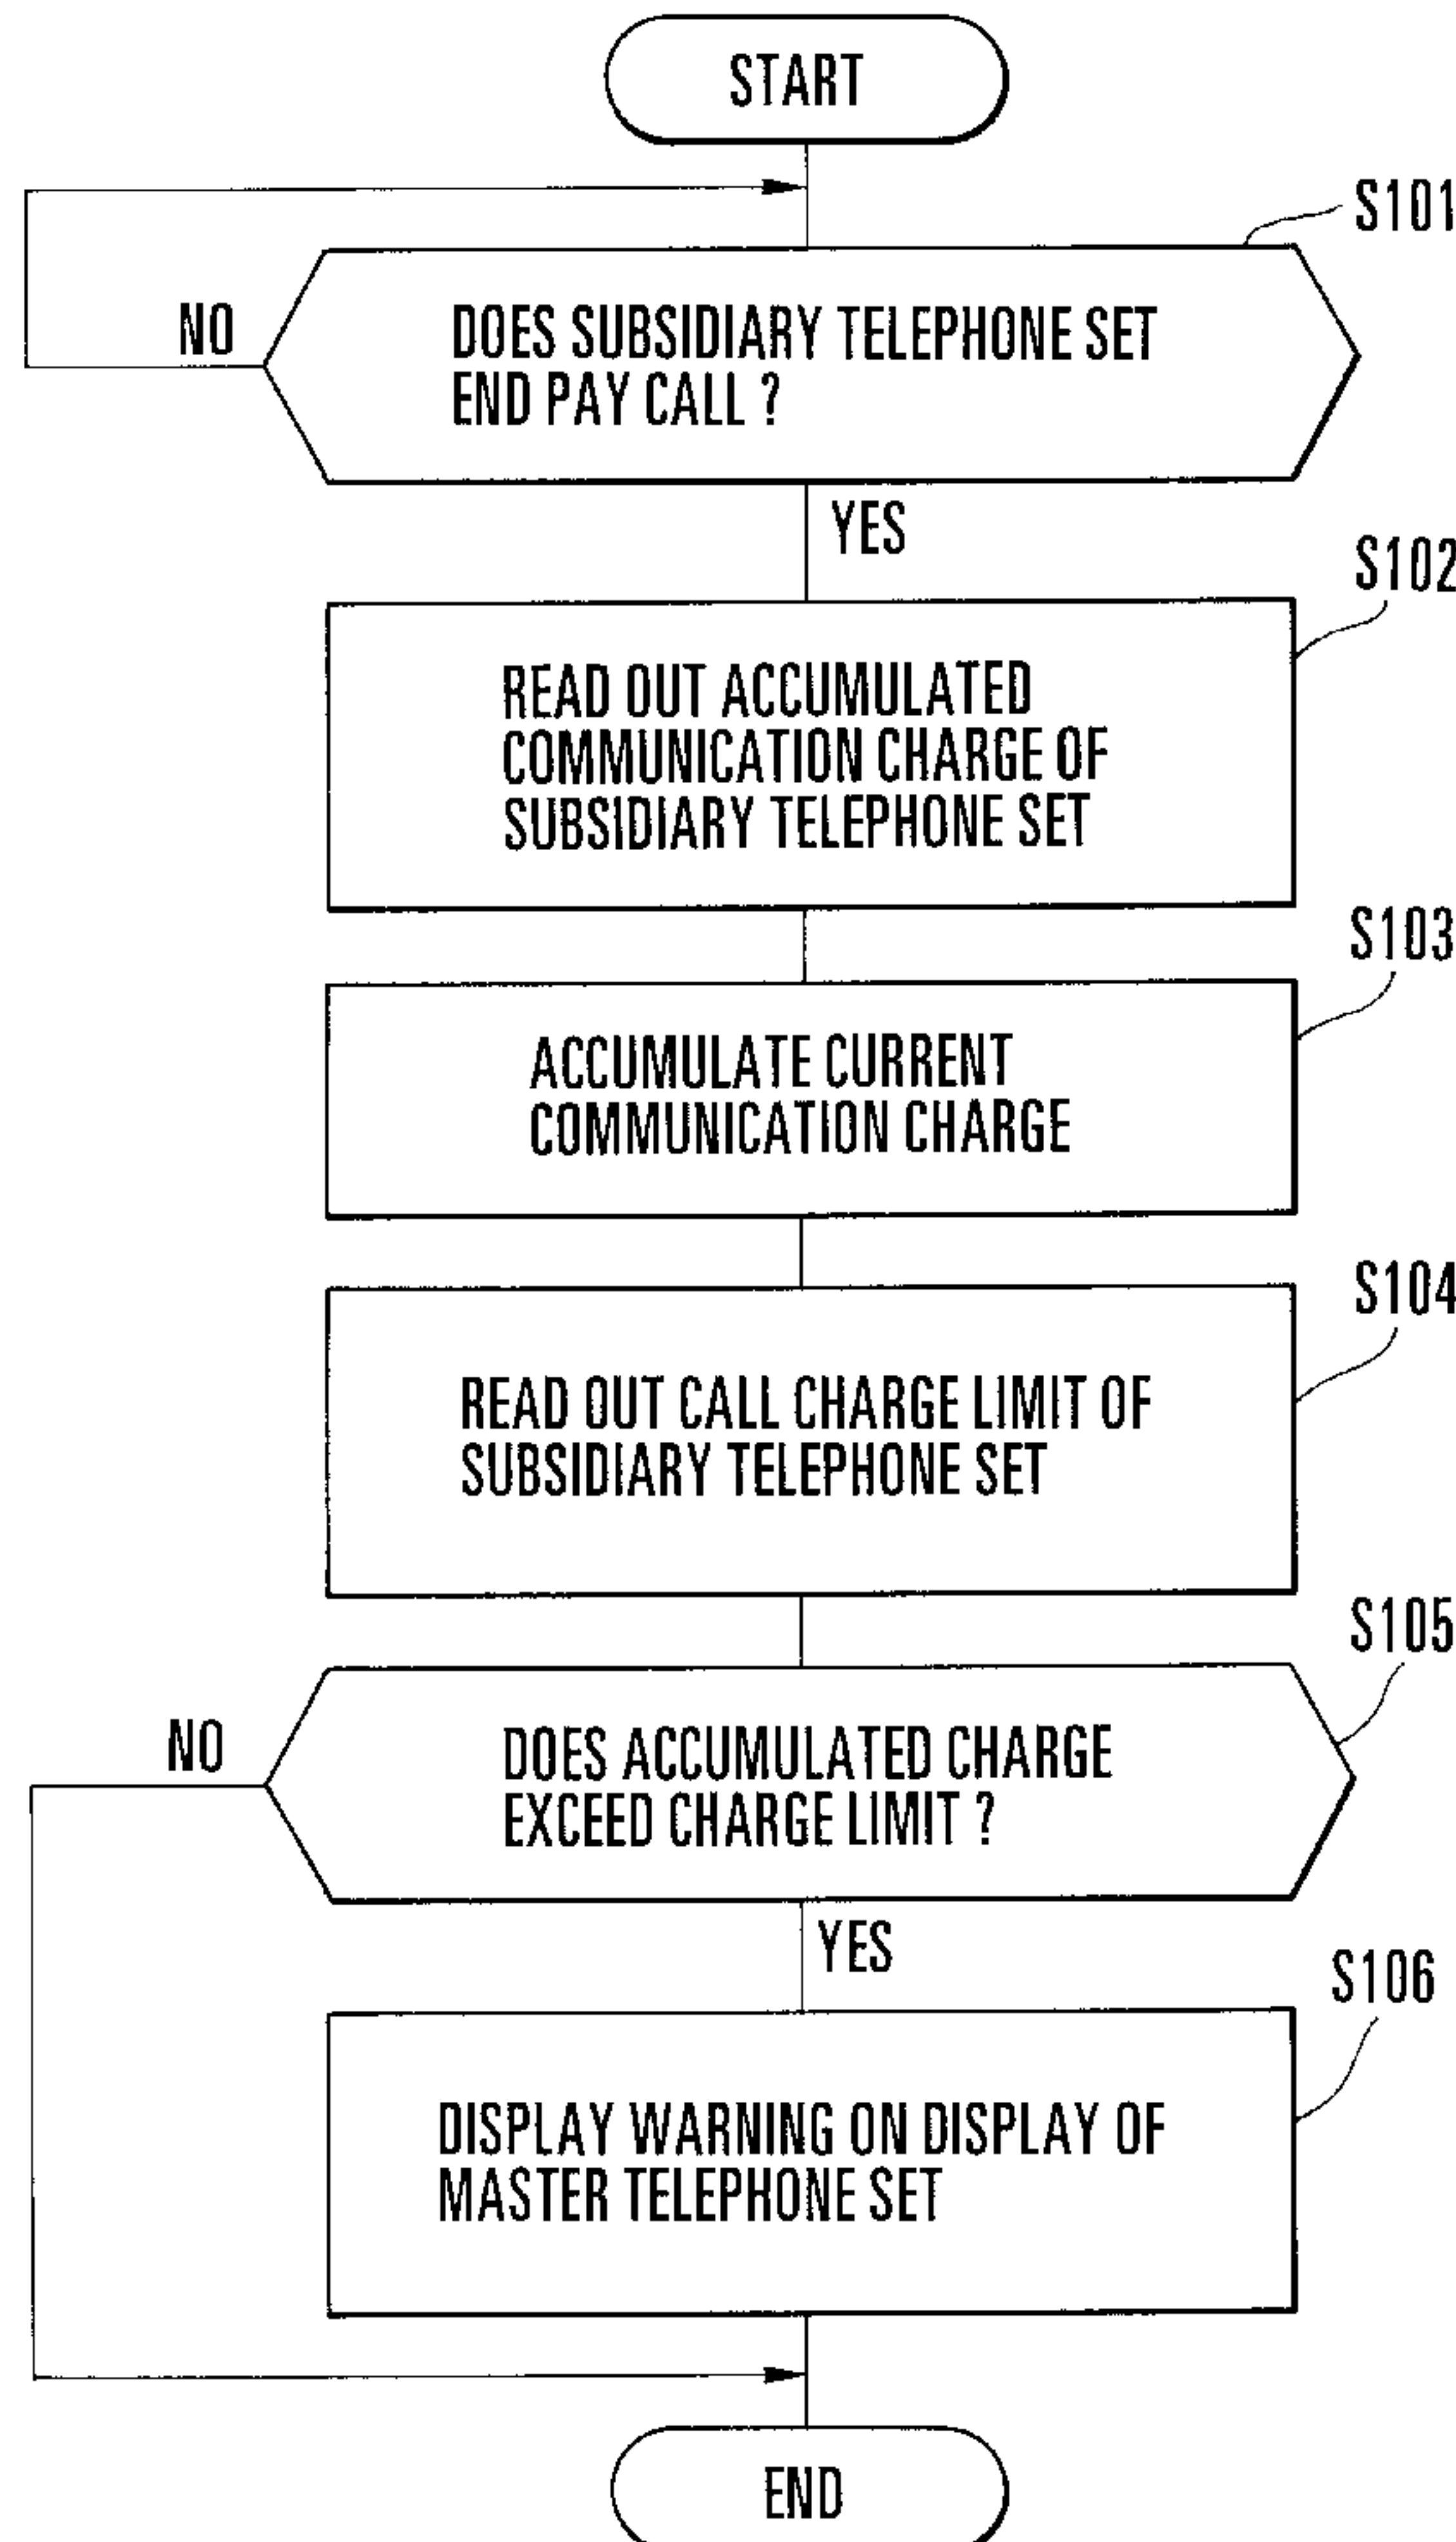 START
S101
NO
DOES SUBSIDIARY TELEPHONE SET
END PAY CALL ?
YES
S102
READ OUT ACCUMULATED
COMMUNICATION CHARGE OF
SUBSIDIARY TELEPHONE SET
S103
ACCUMULATE CURRENT
COMMUNICATION CHARGE
S104
READ OUT CALL CHARGE LIMIT OF
SUBSIDIARY TELEPHONE SET
S105
NO
DOES ACCUMULATED CHARGE
EXCEED CHARGE LIMIT ?
YES
S106
DISPLAY WARNING ON DISPLAY OF
MASTER TELEPHONE SET
END